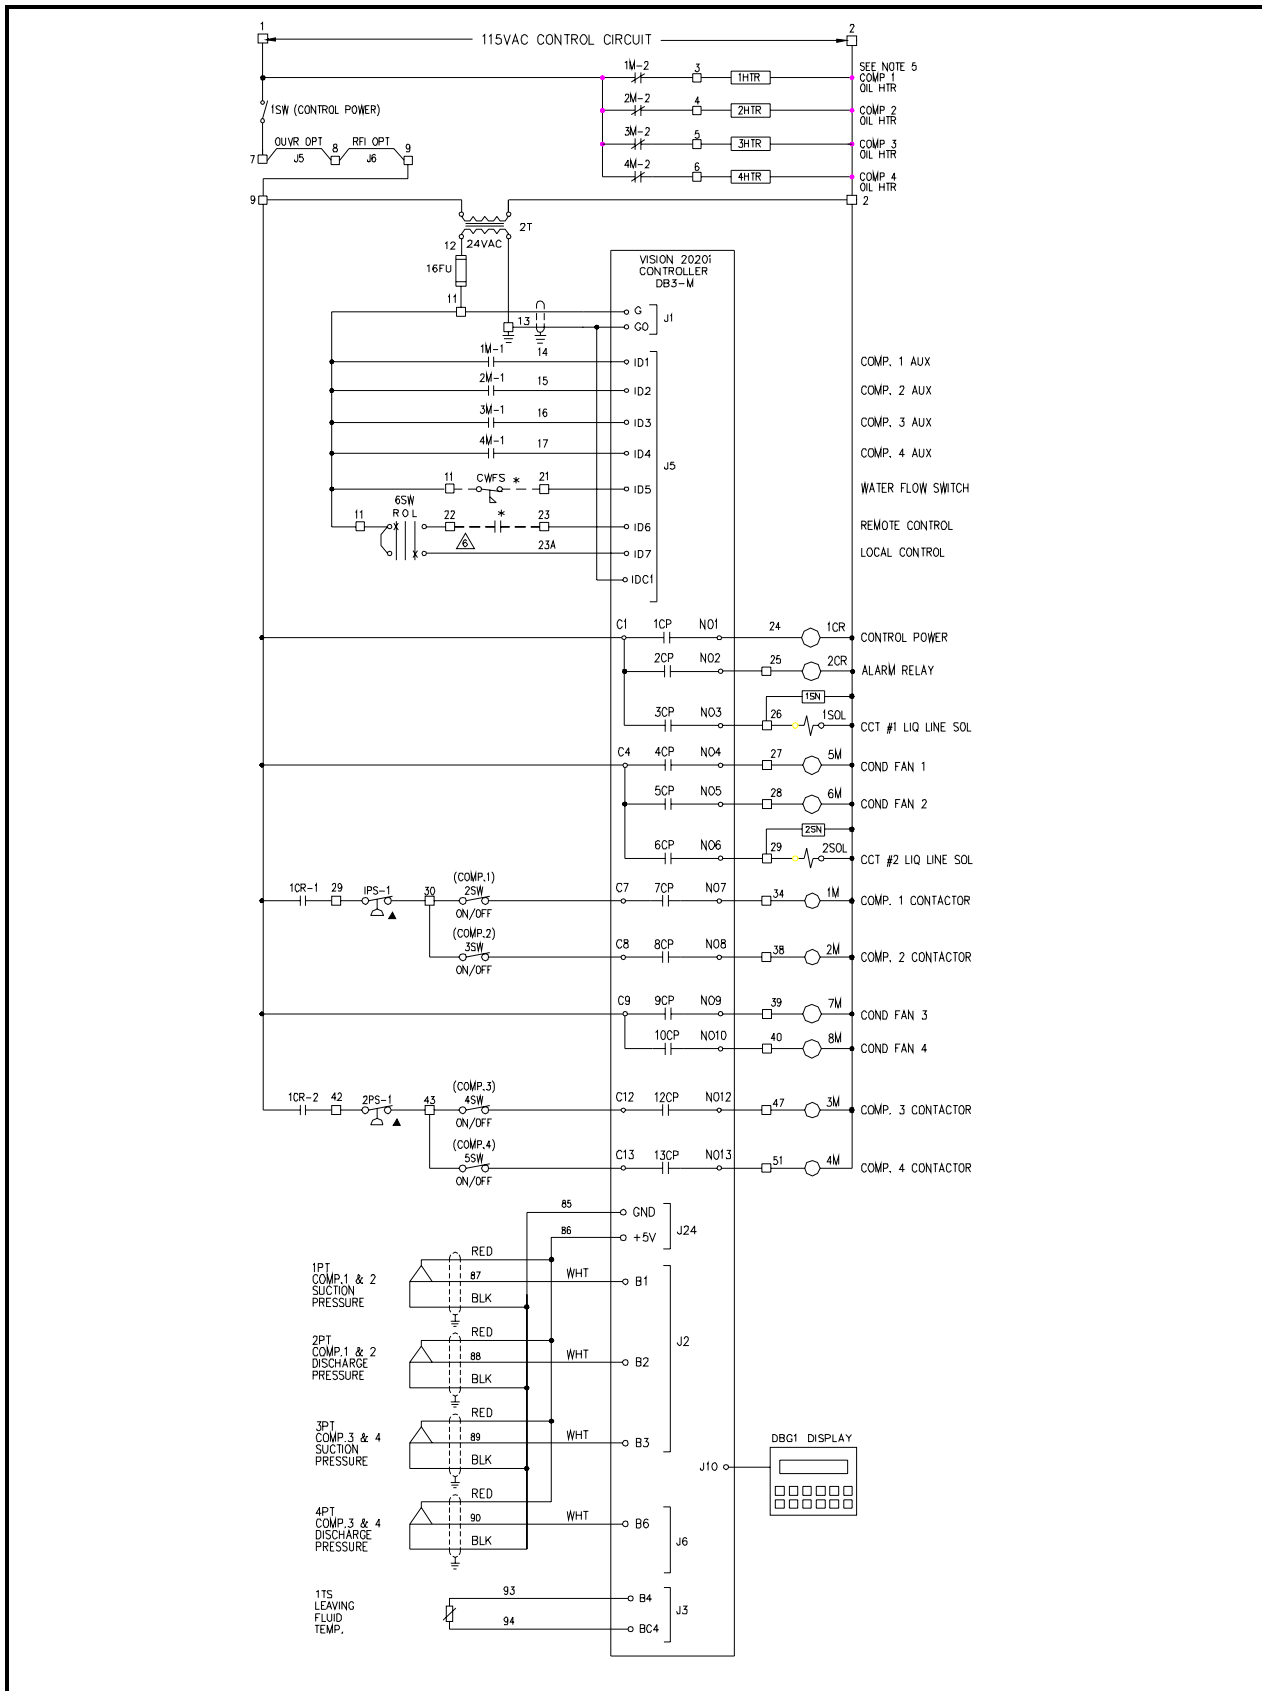 1
2
115VAC CONTROL CIRCUIT
1M-2 3 1HTR SEE NOTE 5
COMP 1
OIL HTR
2M-2 4 2HTR COMP 2
OIL HTR
1SW (CONTROL POWER)
3M-2 5 3HTR COMP 3
OIL HTR
7 OUVR OPT 8 RFI OPT 9
J5 J6
4M-2 6 4HTR COMP 4
OIL HTR
9 2
2T
12 24VAC
16FU
11
VISION 2020i
CONTROLLER
DB3-M
G
13 GO J1
1M-1 14 ID1 COMP. 1 AUX
2M-1 15 ID2 COMP. 2 AUX
3M-1 16 ID3 COMP. 3 AUX
4M-1 17 ID4 COMP. 4 AUX
J5
11 CWFS * 21 ID5 WATER FLOW SWITCH
6SW
R O L
11 X 22 * 23 ID6 REMOTE CONTROL
6
X 23A ID7 LOCAL CONTROL
IDC1
C1 1CP NO1 24 1CR CONTROL POWER
2CP NO2 25 2CR ALARM RELAY
1SN
3CP NO3 26 1SOL CCT #1 LIQ LINE SOL
C4 4CP NO4 27 5M COND FAN 1
5CP NO5 28 6M COND FAN 2
2SN
6CP NO6 29 2SOL CCT #2 LIQ LINE SOL
(COMP.1)
1CR-1 29 1PS-1 30 2SW C7 7CP NO7 34 1M COMP. 1 CONTACTOR
ON/OFF
(COMP.2)
3SW C8 8CP NO8 38 2M COMP. 2 CONTACTOR
ON/OFF
C9 9CP NO9 39 7M COND FAN 3
10CP NO10 40 8M COND FAN 4
(COMP.3)
1CR-2 42 2PS-1 43 4SW C12 12CP NO12 47 3M COMP. 3 CONTACTOR
ON/OFF
(COMP.4)
5SW C13 13CP NO13 51 4M COMP. 4 CONTACTOR
ON/OFF
85 GND
86 +5V J24
1PT
COMP.1 & 2
SUCTION
PRESSURE
RED
87 WHT B1
BLK
2PT
COMP.1 & 2
DISCHARGE
PRESSURE
RED
88 WHT B2
BLK
J2
3PT
COMP.3 & 4
SUCTION
PRESSURE
RED
89 WHT B3
BLK
J10
DBG1 DISPLAY
4PT
COMP.3 & 4
DISCHARGE
PRESSURE
RED
90 WHT B6
BLK
J6
1TS
LEAVING
FLUID
TEMP.
93 B4
94 BC4
J3